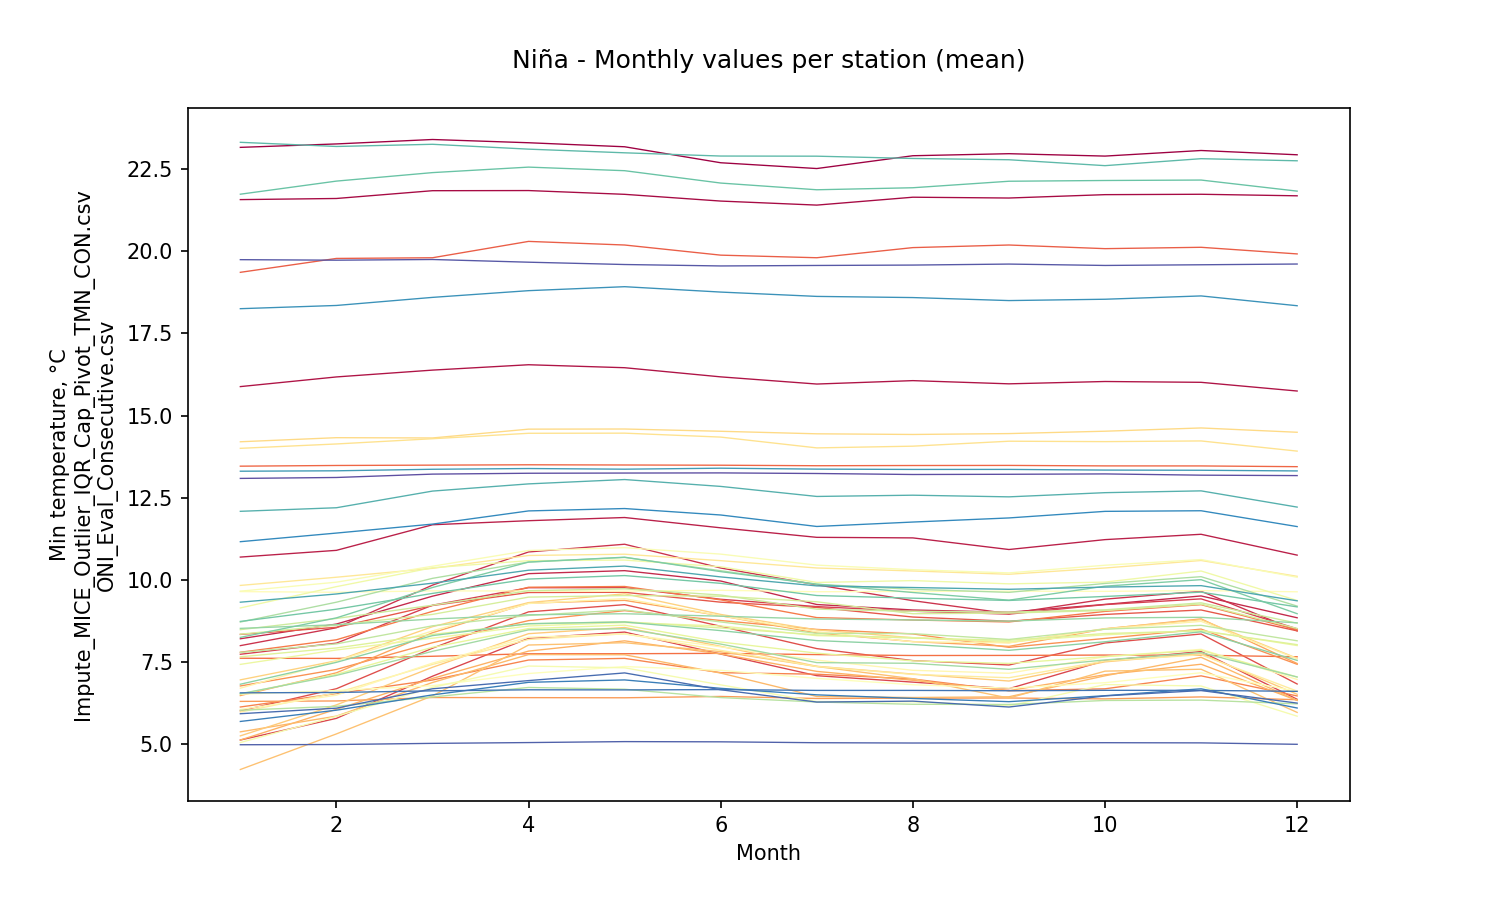 Niña - Monthly values per station (mean)
22.5
20.0
17.5
15.0
12.5
10.0
7.5
5.0
Min temperature, °C
Impute_MICE_Outlier_IQR_Cap_Pivot_TMN_CON.csv
ONI_Eval_Consecutive.csv
2 4 6 8 10 12
Month